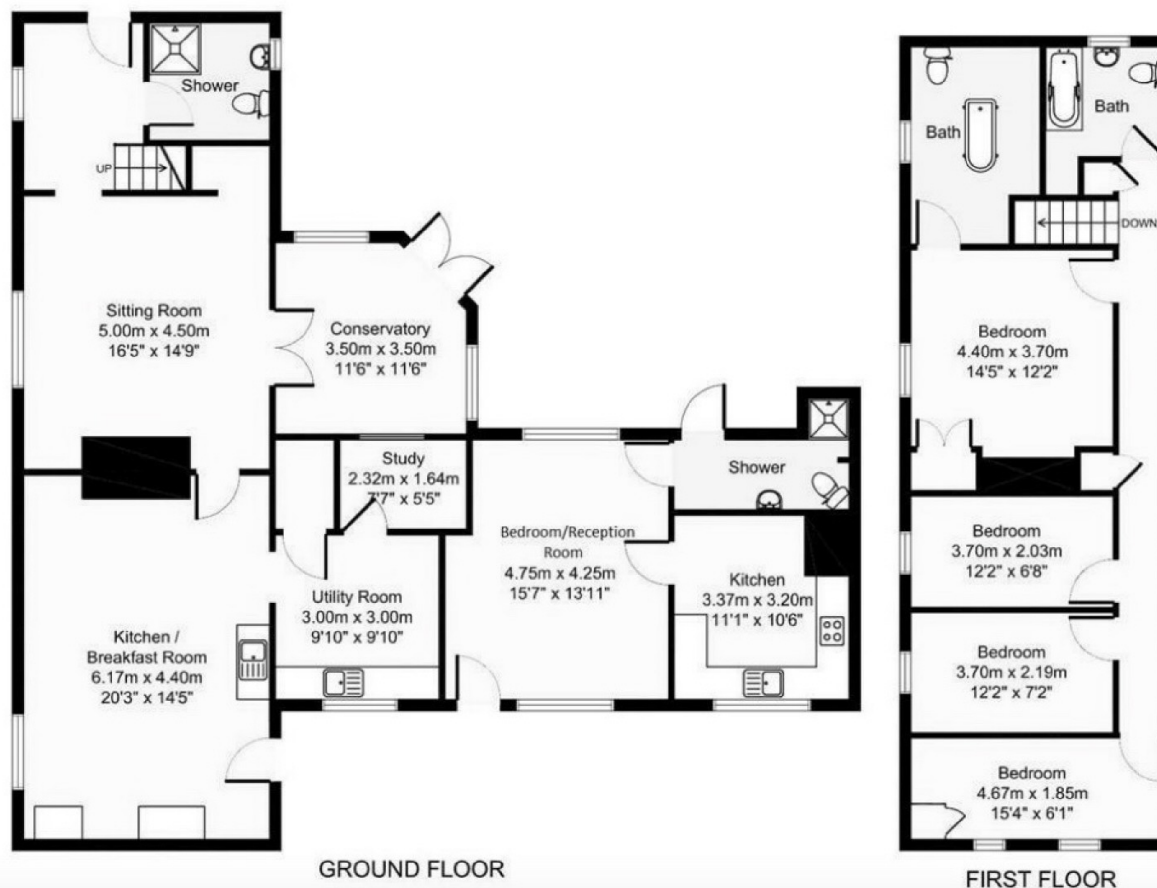 Shower
UP
Sitting Room
5.00m x 4.50m
16'5" x 14'9"
Conservatory
3.50m x 3.50m
11'6" x 11'6"
Study
2.32m x 1.64m
7'7" x 5'5"
Shower
Bedroom/Reception
Room
4.75m x 4.25m
15'7" x 13'11"
Kitchen
3.37m x 3.20m
11'1" x 10'6"
Utility Room
3.00m x 3.00m
9'10" x 9'10"
Kitchen /
Breakfast Room
6.17m x 4.40m
20'3" x 14'5"
GROUND FLOOR
Bath
Bath
DOWN
Bedroom
4.40m x 3.70m
14'5" x 12'2"
Bedroom
3.70m x 2.03m
12'2" x 6'8"
Bedroom
3.70m x 2.19m
12'2" x 7'2"
Bedroom
4.67m x 1.85m
15'4" x 6'1"
FIRST FLOOR